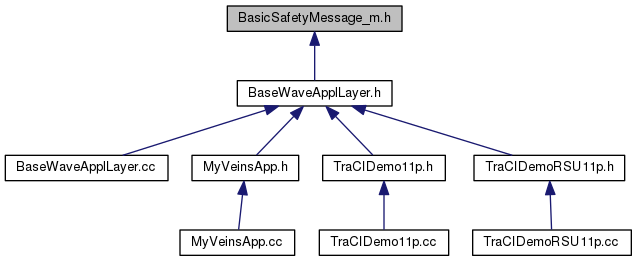 BasicSafetyMessage_m.h
BaseWaveApplLayer.h
BaseWaveApplLayer.cc
MyVeinsApp.h
TraCIDemo11p.h
TraCIDemoRSU11p.h
MyVeinsApp.cc
TraCIDemo11p.cc
TraCIDemoRSU11p.cc